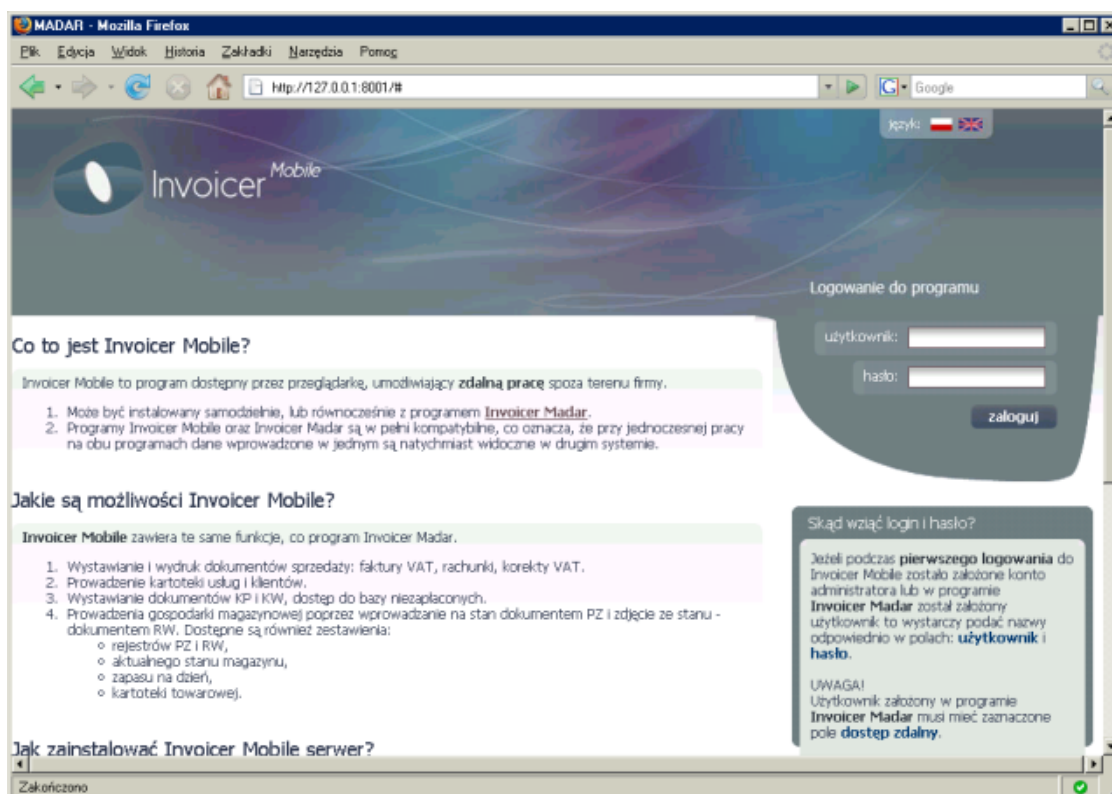 MADAR - Mozilla Firefox
Plik Edycja Widok Historia Zakładki Narzędzia Pomoc
http://127.0.0.1:8001/#
Google
język:
Invoicer Mobile
Logowanie do programu
użytkownik:
hasło:
zaloguj
Co to jest Invoicer Mobile?
Invoicer Mobile to program dostępny przez przeglądarkę, umożliwiający zdalną pracę spoza terenu firmy.
1. Może być instalowany samodzielnie, lub równocześnie z programem Invoicer Madar.
2. Programy Invoicer Mobile oraz Invoicer Madar są w pełni kompatybilne, co oznacza, że przy jednoczesnej pracy
na obu programach dane wprowadzone w jednym są natychmiast widoczne w drugim systemie.
Jakie są możliwości Invoicer Mobile?
Invoicer Mobile zawiera te same funkcje, co program Invoicer Madar.
1. Wystawianie i wydruk dokumentów sprzedaży: faktury VAT, rachunki, korekty VAT.
2. Prowadzenie kartoteki usług i klientów.
3. Wystawianie dokumentów KP i KW, dostęp do bazy niezapłaconych.
4. Prowadzenia gospodarki magazynowej poprzez wprowadzanie na stan dokumentem PZ i zdjęcie ze stanu -
dokumentem RW. Dostępne są również zestawienia:
rejestrów PZ i RW,
aktualnego stanu magazynu,
zapasu na dzień,
kartoteki towarowej.
Jak zainstalować Invoicer Mobile serwer?
Skąd wziąć login i hasło?
Jeżeli podczas pierwszego logowania do
Invoicer Mobile zostało założone konto
administratora lub w programie
Invoicer Madar został założony
użytkownik to wystarczy podać nazwy
odpowiednio w polach: użytkownik i
hasło.
UWAGA!
Użytkownik założony w programie
Invoicer Madar musi mieć zaznaczone
pole dostęp zdalny.
Zakończono